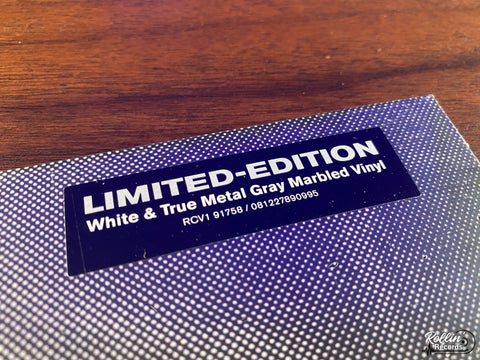 LIMITED-EDITION
White & True Metal Gray Marbled Vinyl
RCV1 91758 / 081227890995
Rollin'
Records